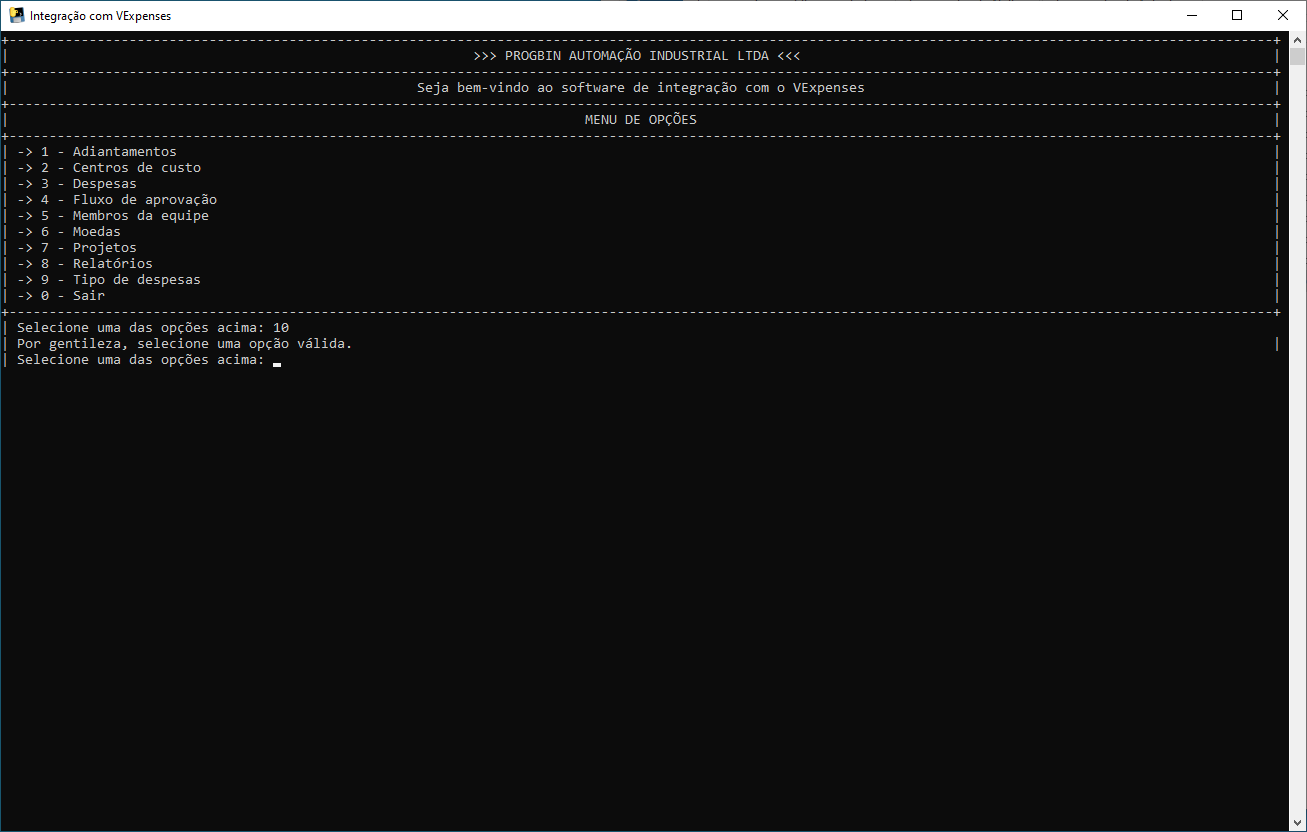 Integração com VExpenses
>>> PROGBIN AUTOMAÇÃO INDUSTRIAL LTDA <<<
Seja bem-vindo ao software de integração com o VExpenses
MENU DE OPÇÕES
-> 1 - Adiantamentos
-> 2 - Centros de custo
-> 3 - Despesas
-> 4 - Fluxo de aprovação
-> 5 - Membros da equipe
-> 6 - Moedas
-> 7 - Projetos
-> 8 - Relatórios
-> 9 - Tipo de despesas
-> 0 - Sair
Selecione uma das opções acima: 10
Por gentileza, selecione uma opção válida.
Selecione uma das opções acima: